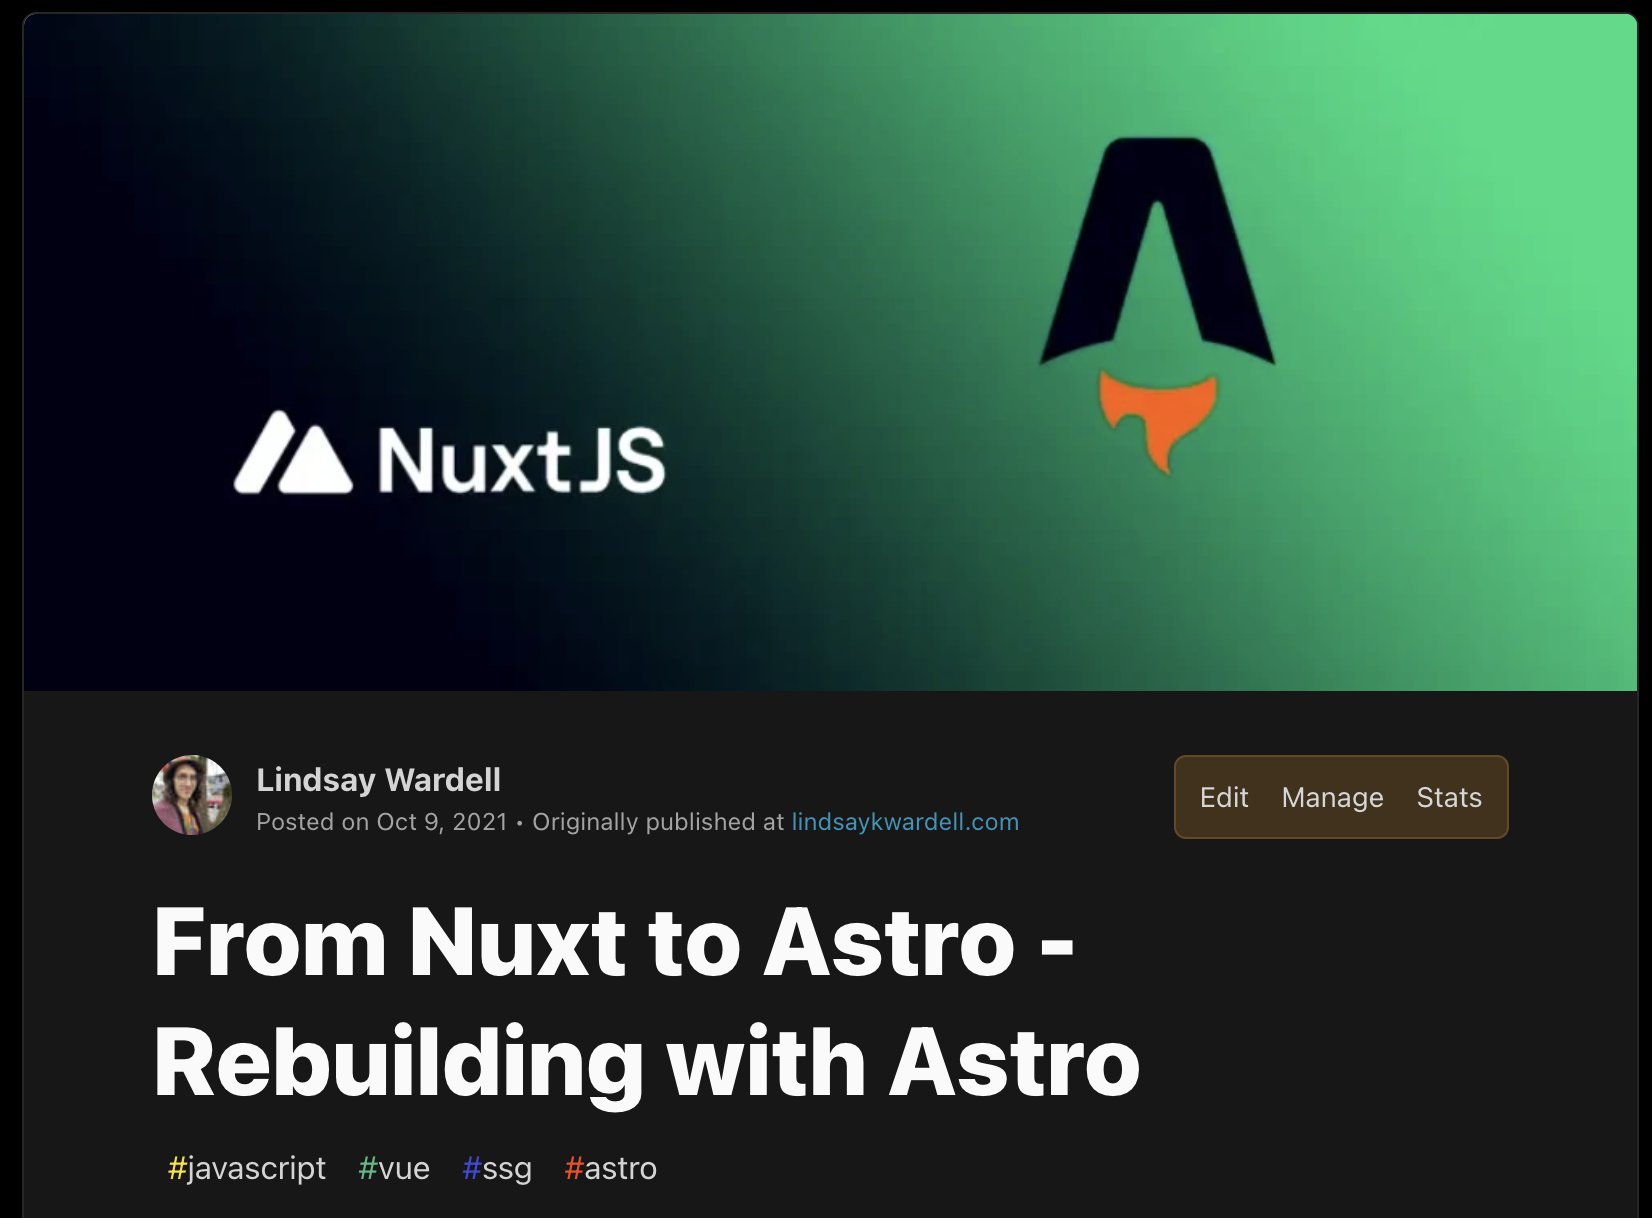 NuxtJS
Lindsay Wardell
Posted on Oct 9, 2021 • Originally published at lindsaykwardell.com
Edit Manage Stats
From Nuxt to Astro -
Rebuilding with Astro
#javascript #vue #ssg #astro